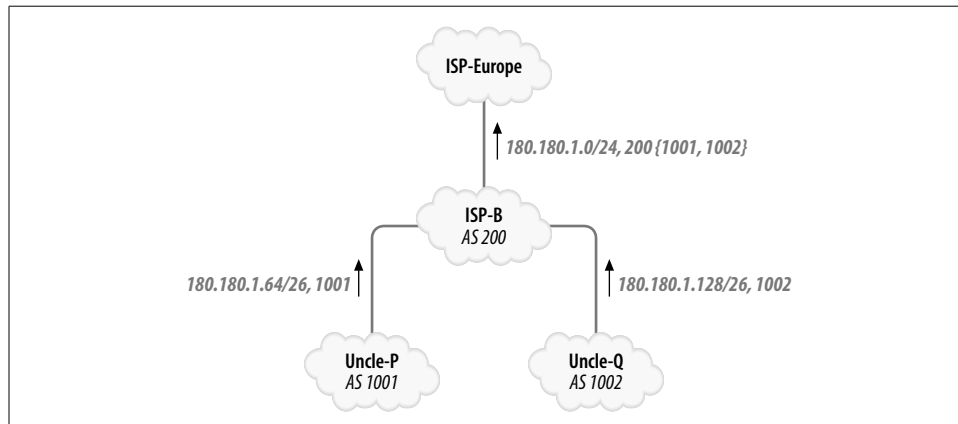 ISP-Europe
180.180.1.0/24, 200 {1001, 1002}
ISP-B
AS 200
180.180.1.64/26, 1001
180.180.1.128/26, 1002
Uncle-P
AS 1001
Uncle-Q
AS 1002